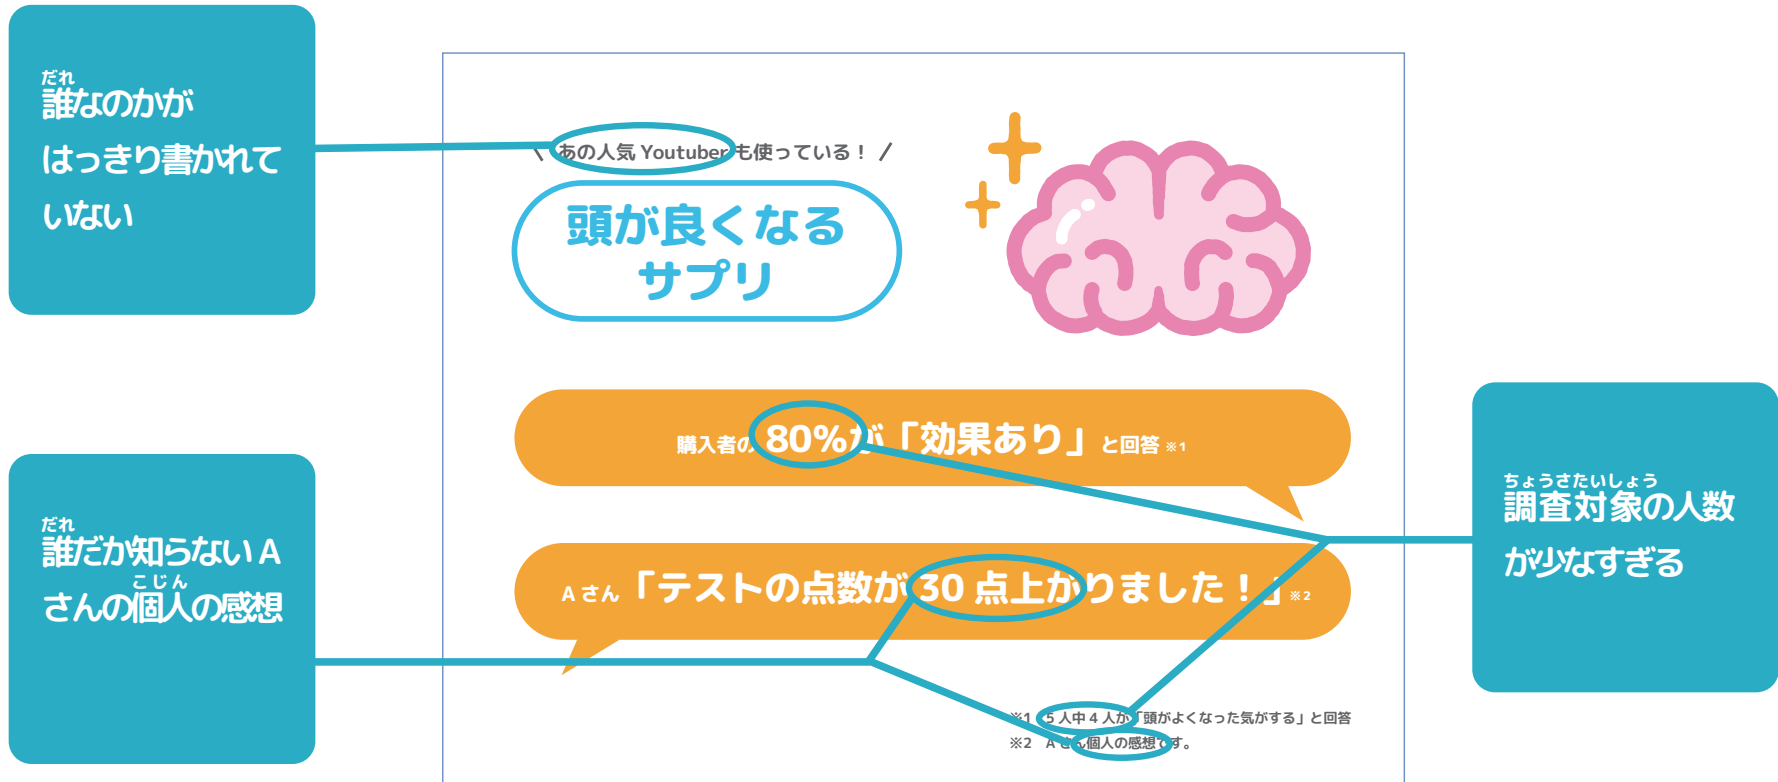 だれ
誰なのかが
はっきり書かれて
いない
\ あの人気 Youtuber も使っている！ /
頭が良くなる
サプリ
購入者の 80%が「効果あり」と回答 ※1
Aさん「テストの点数が 30 点上がりました！」※2
※1 5人中4人が「頭がよくなった気がする」と回答
※2 Aさん個人の感想です。
だれ
誰だか知らない A
こじん
さんの個人の感想
ちょうさたいしょう
調査対象の人数
が少なすぎる